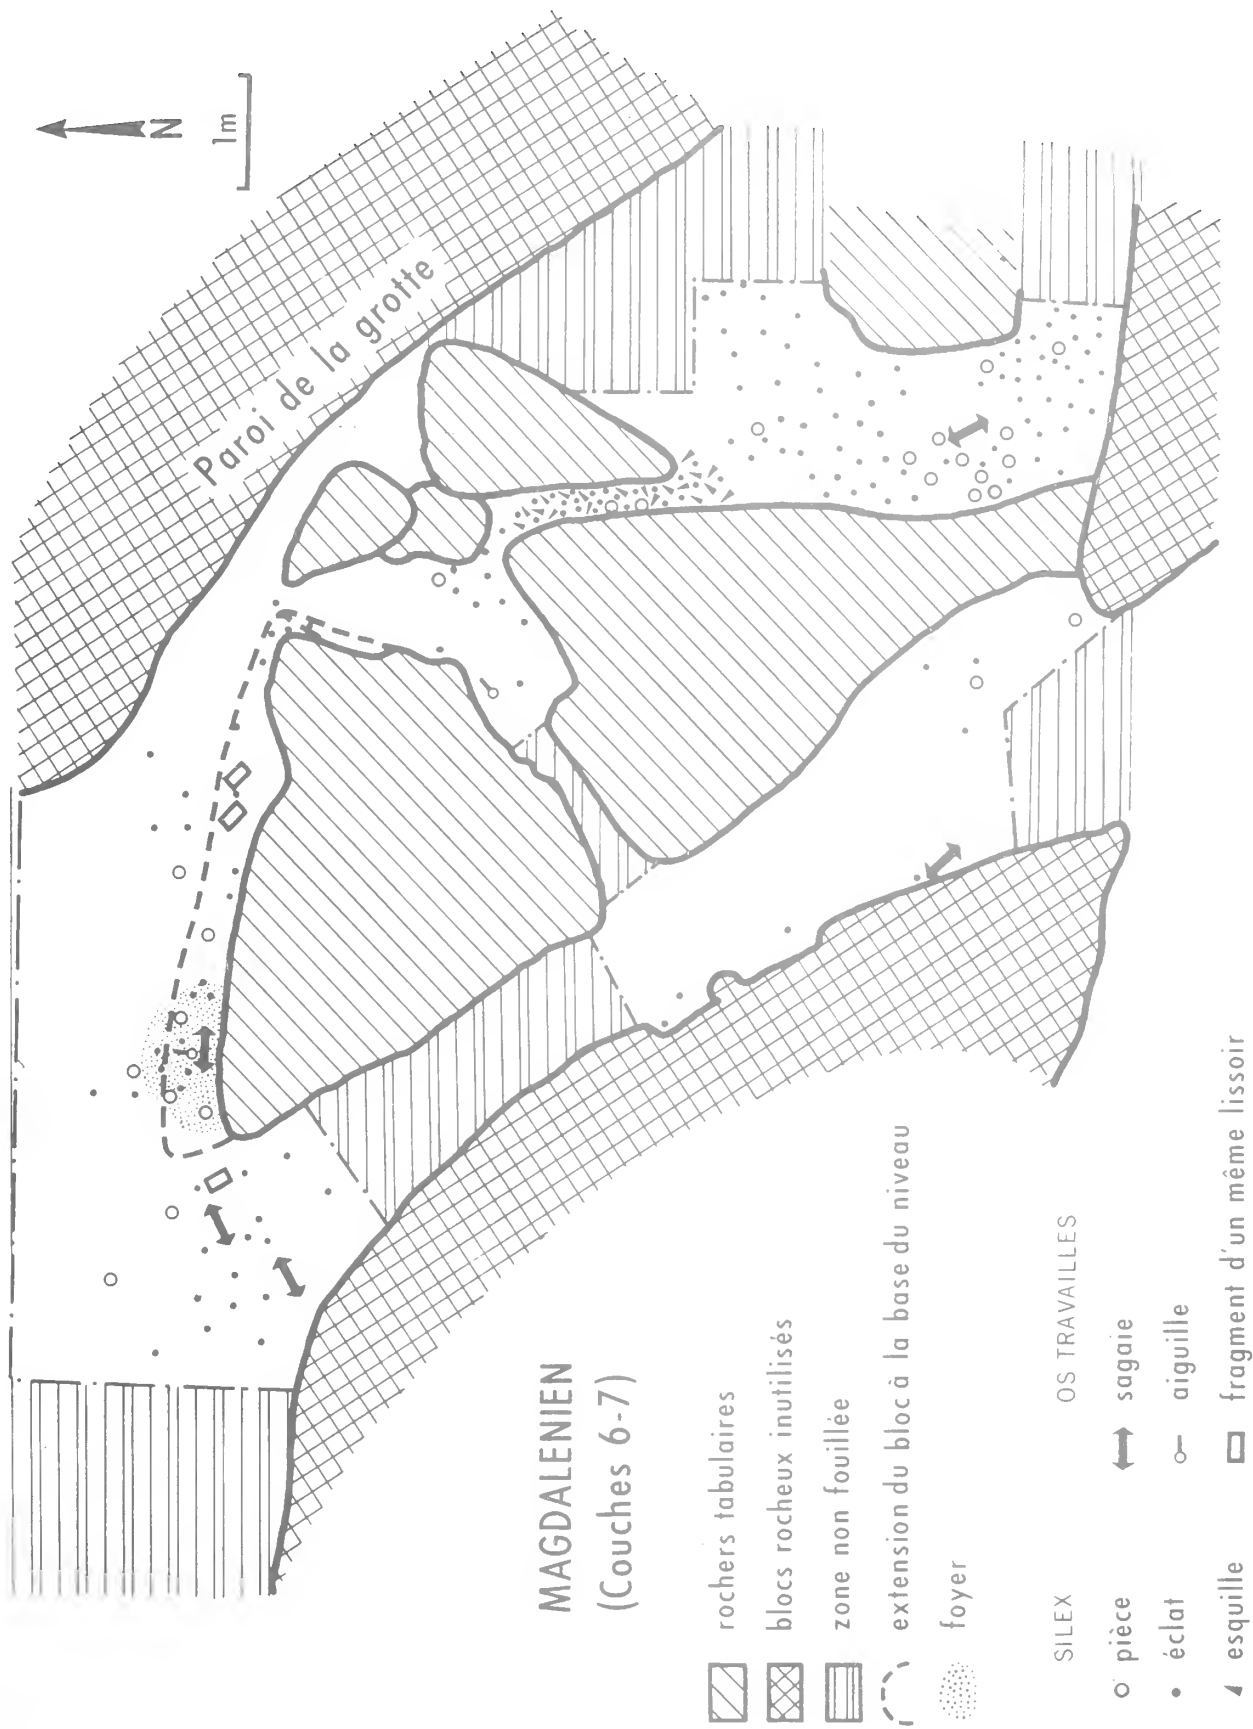 N
1m
Paroi de la grotte
MAGDALENIEN
(Couches 6-7)
rochers tabulaires
blocs rocheux inutilisés
zone non fouillée
extension du bloc à la base du niveau
foyer
SILEX
pièce
éclat
esquille
OS TRAVAILLES
sagaie
aiguille
fragment d'un même lissoir